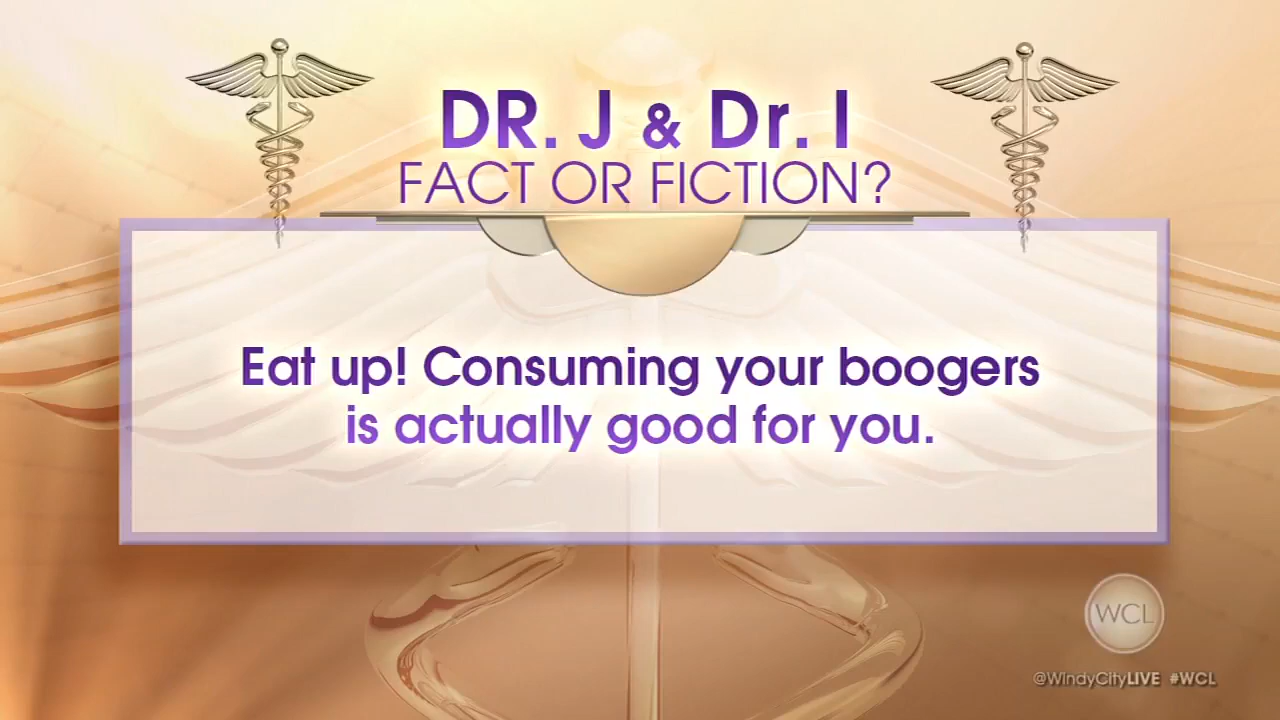 DR. J & Dr. I
FACT OR FICTION?
Eat up! Consuming your boogers
is actually good for you.
WCL
@WindyCityLIVE #WCL